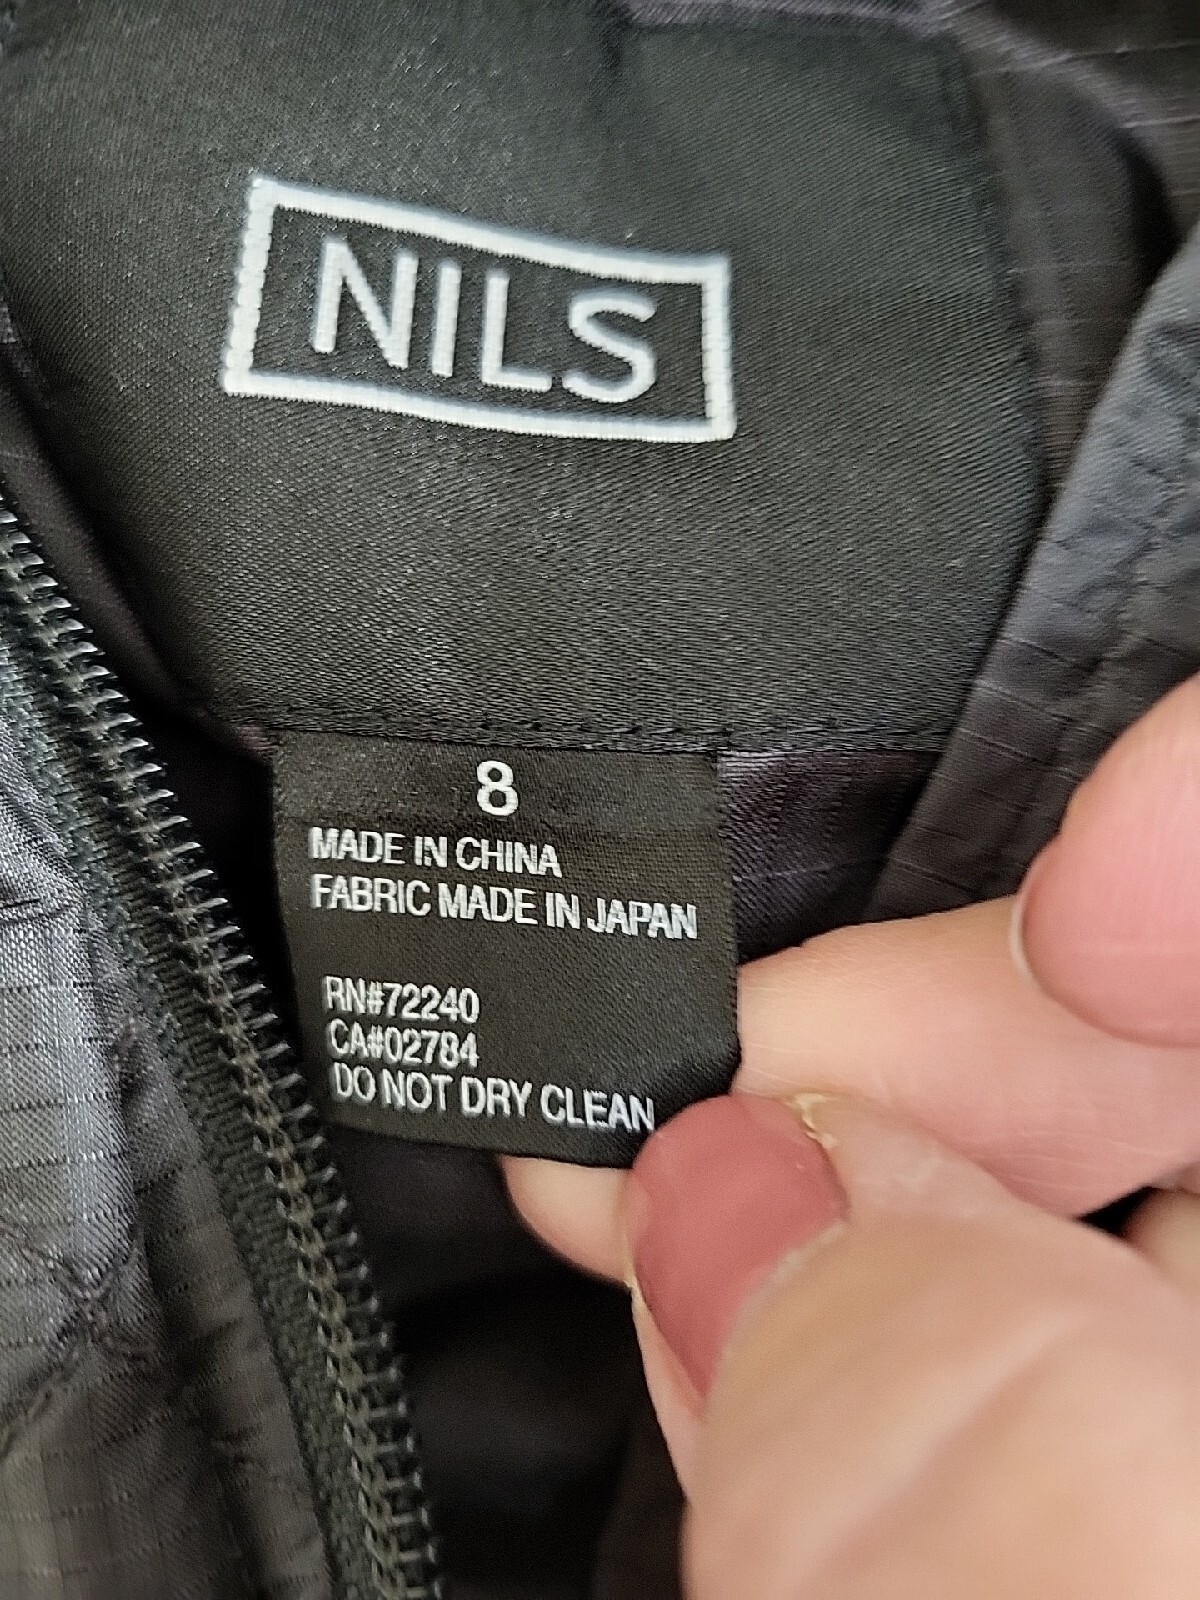 NILS
8
MADE IN CHINA
FABRIC MADE IN JAPAN
RN#72240
CA#02784
DO NOT DRY CLEAN